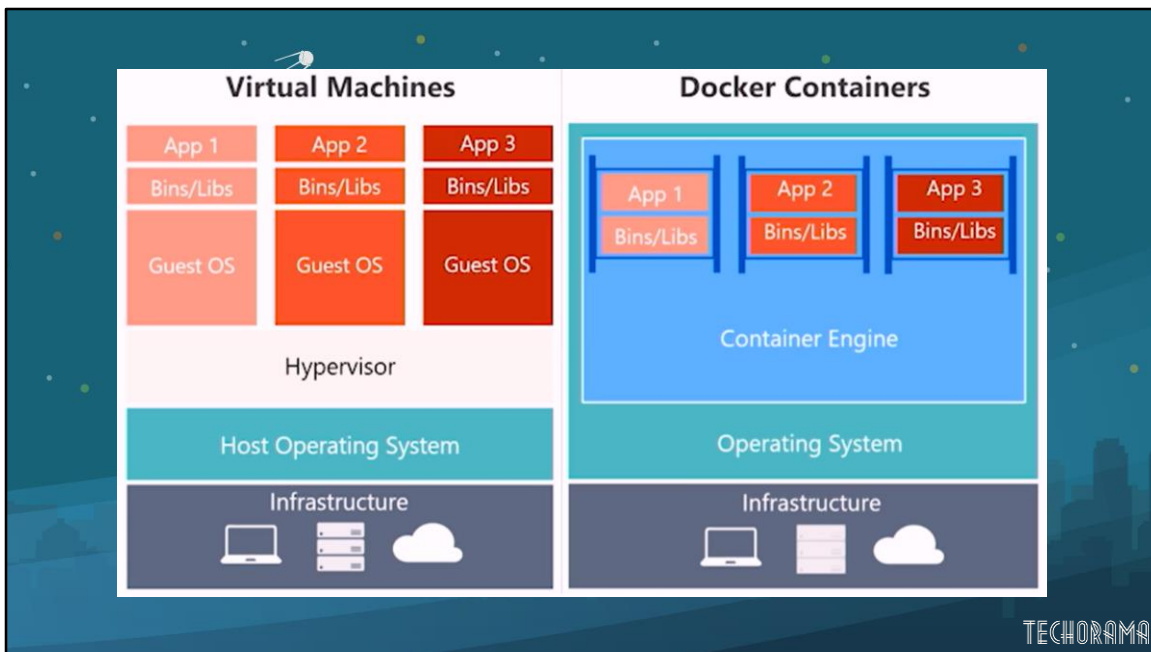 Virtual Machines
App 1
App 2
App 3
Bins/Libs
Bins/Libs
Bins/Libs
Guest OS
Guest OS
Guest OS
Hypervisor
Host Operating System
Infrastructure
Docker Containers
App 1
App 2
App 3
Bins/Libs
Bins/Libs
Bins/Libs
Container Engine
Operating System
Infrastructure
TECHORAMA